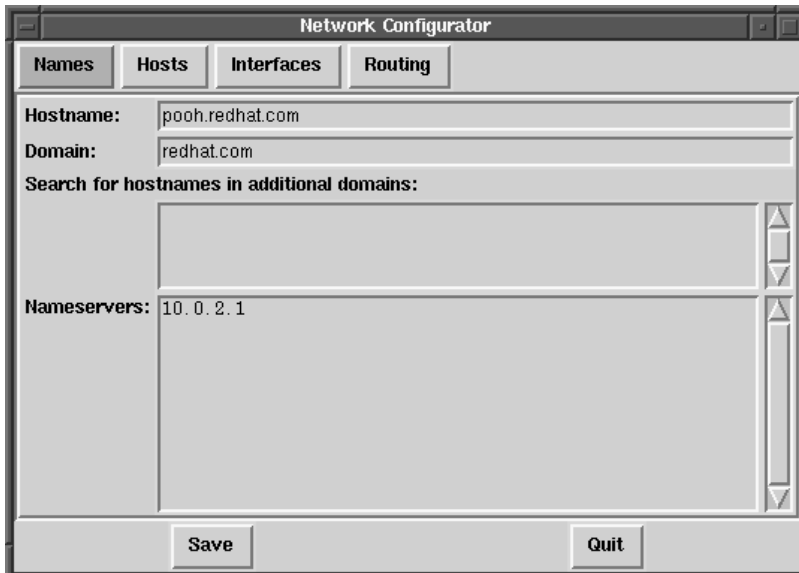 Network Configurator
Names Hosts Interfaces Routing
Hostname: pooh.redhat.com
Domain: redhat.com
Search for hostnames in additional domains:
Nameservers: 10.0.2.1
Save Quit